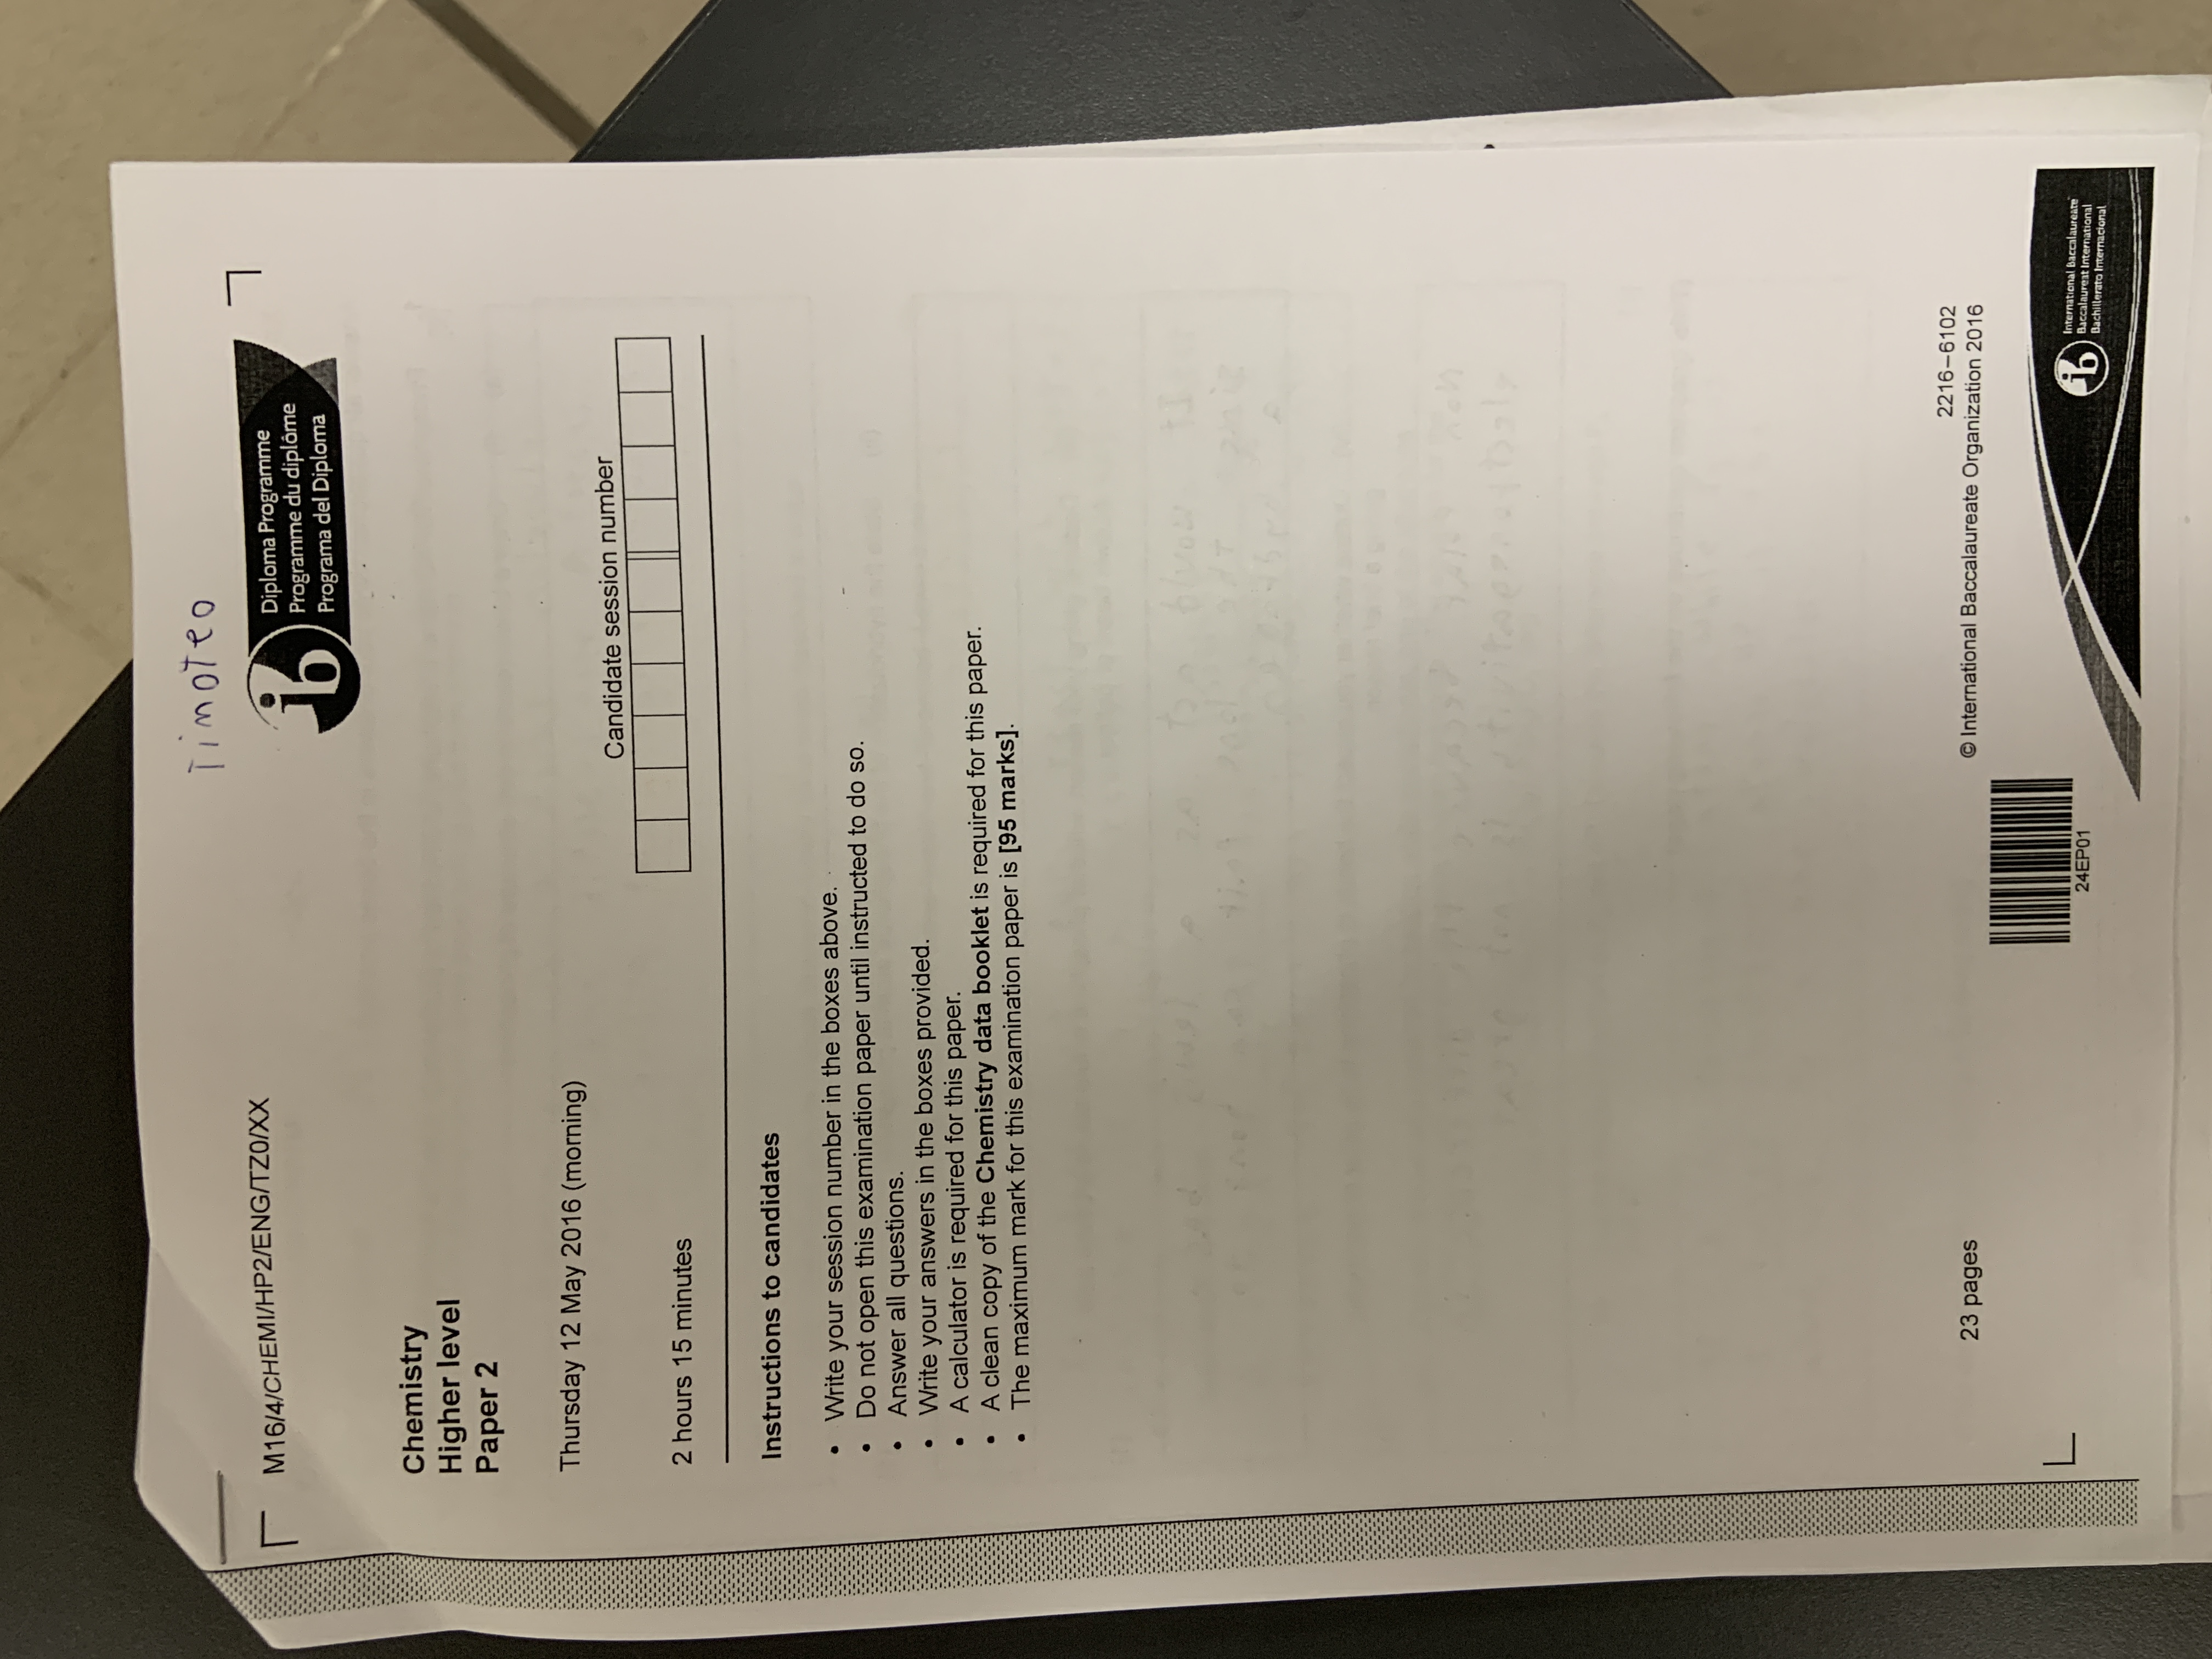 Timoteo
M16/4/CHEMI/HP2/ENG/TZ0/XX
ib
Diploma Programme
Programme du diplôme
Programa del Diploma
Chemistry
Higher level
Paper 2
Thursday 12 May 2016 (morning)
Candidate session number
2 hours 15 minutes
Instructions to candidates
• Write your session number in the boxes above.
• Do not open this examination paper until instructed to do so.
• Answer all questions.
• Write your answers in the boxes provided.
• A calculator is required for this paper.
• A clean copy of the Chemistry data booklet is required for this paper.
• The maximum mark for this examination paper is [95 marks].
23 pages
2216–6102
© International Baccalaureate Organization 2016
24EP01
ib
International Baccalaureate
Baccalauréat International
Bachillerato Internacional